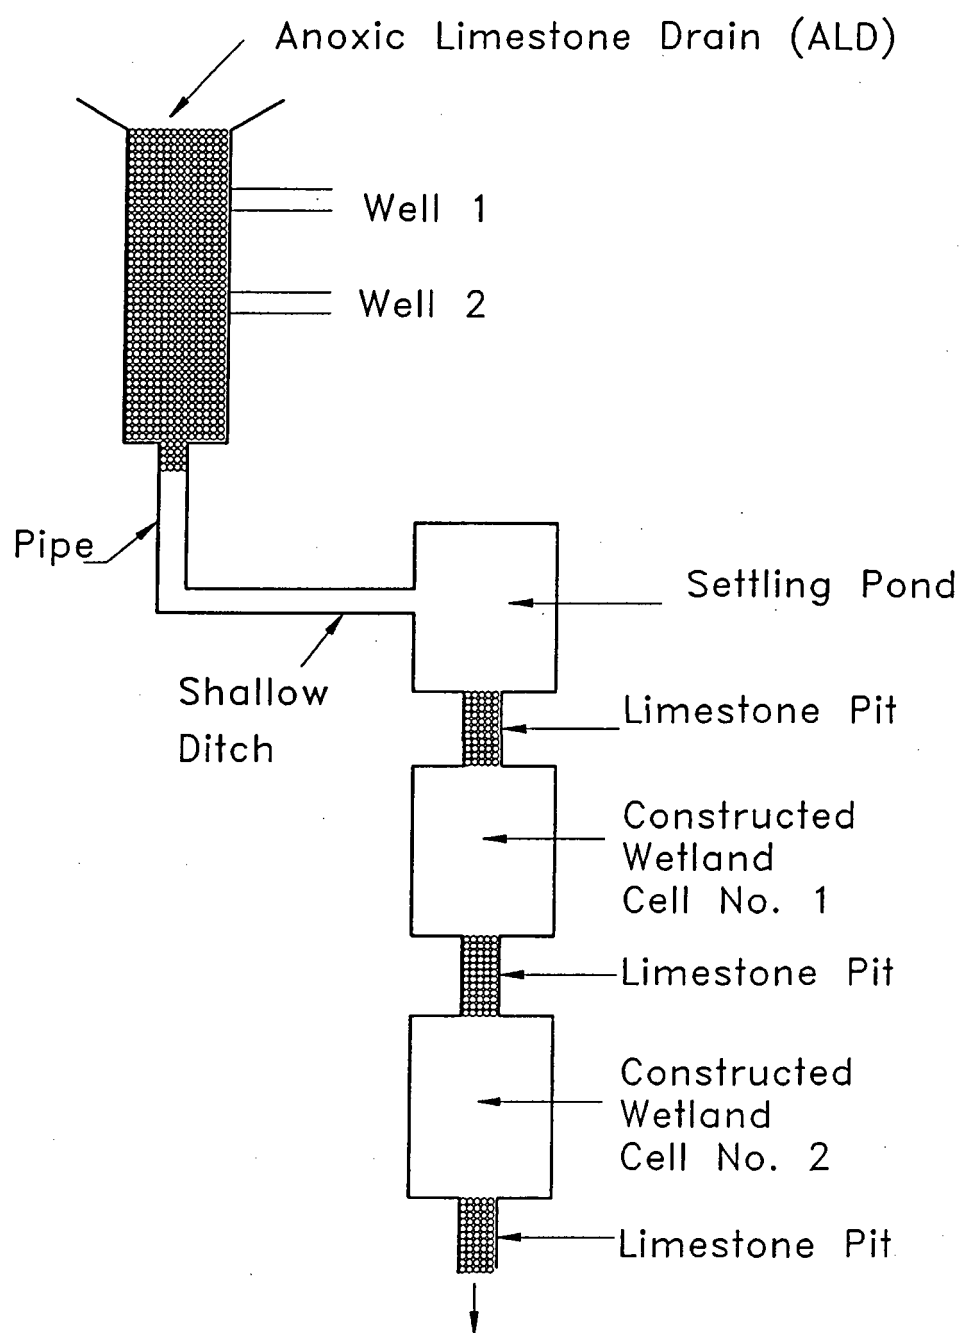 Anoxic Limestone Drain (ALD)
Well 1
Well 2
Pipe
Settling Pond
Shallow
Ditch
Limestone Pit
Constructed
Wetland
Cell No. 1
Limestone Pit
Constructed
Wetland
Cell No. 2
Limestone Pit